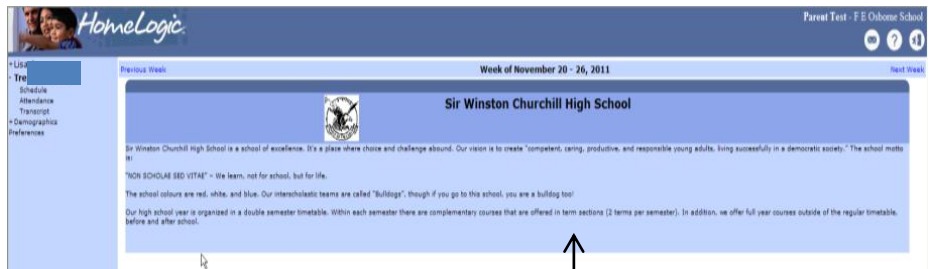 HomeLogic.
Parent Test - F E Osborne School
+ Lisa
- Tre
Schedule
Attendance
Transcript
+ Demographics
Preferences
Previous Week
Week of November 20 - 26, 2011
Next Week
Sir Winston Churchill High School
Sir Winston Churchill High School is a school of excellence. It's a place where choice and challenge abound. Our vision is to create "competent, caring, productive, and responsible young adults, living successfully in a democratic society." The school motto
is:
"NON SCHOLAE SED VITAE" – We learn, not for school, but for life.
The school colours are red, white, and blue. Our interscholastic teams are called "Bulldogs", though if you go to this school, you are a bulldog too!
Our high school year is organized in a double semester timetable. Within each semester there are complementary courses that are offered in term sections (2 terms per semester). In addition, we offer full year courses outside of the regular timetable,
before and after school.